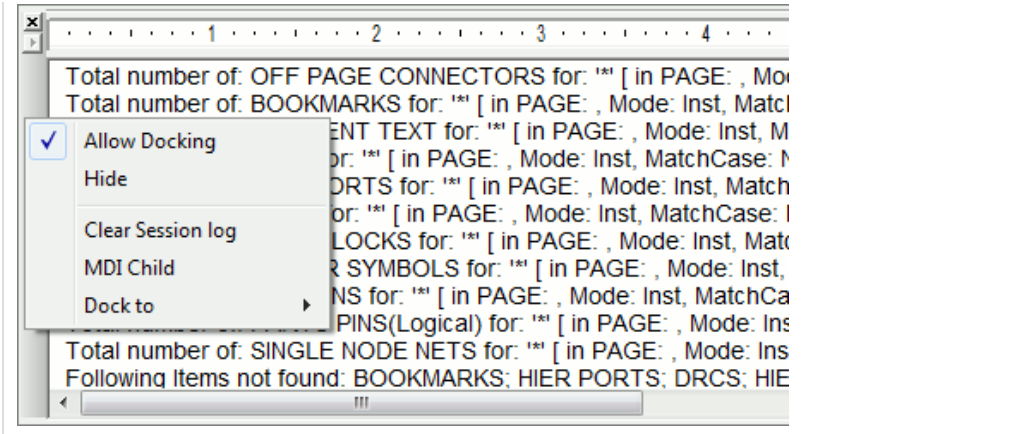 1 2 3 4
Total number of: OFF PAGE CONNECTORS for: '*' [ in PAGE: , Mo
Total number of: BOOKMARKS for: '*' [ in PAGE: , Mode: Inst, Matcl
ENT TEXT for: '*' [ in PAGE: , Mode: Inst, M
or: '*' [ in PAGE: , Mode: Inst, MatchCase: N
ORTS for: '*' [ in PAGE: , Mode: Inst, Match
or: '*' [ in PAGE: , Mode: Inst, MatchCase:
LOCKS for: '*' [ in PAGE: , Mode: Inst, Mat
R SYMBOLS for: '*' [ in PAGE: , Mode: Inst,
NS for: '*' [ in PAGE: , Mode: Inst, MatchCa
PINS(Logical) for: '*' [ in PAGE: , Mode: Ins
Total number of: SINGLE NODE NETS for: '*' [ in PAGE: , Mode: Ins
Following Items not found: BOOKMARKS; HIER PORTS; DRCS; HIE
Allow Docking
Hide
Clear Session log
MDI Child
Dock to